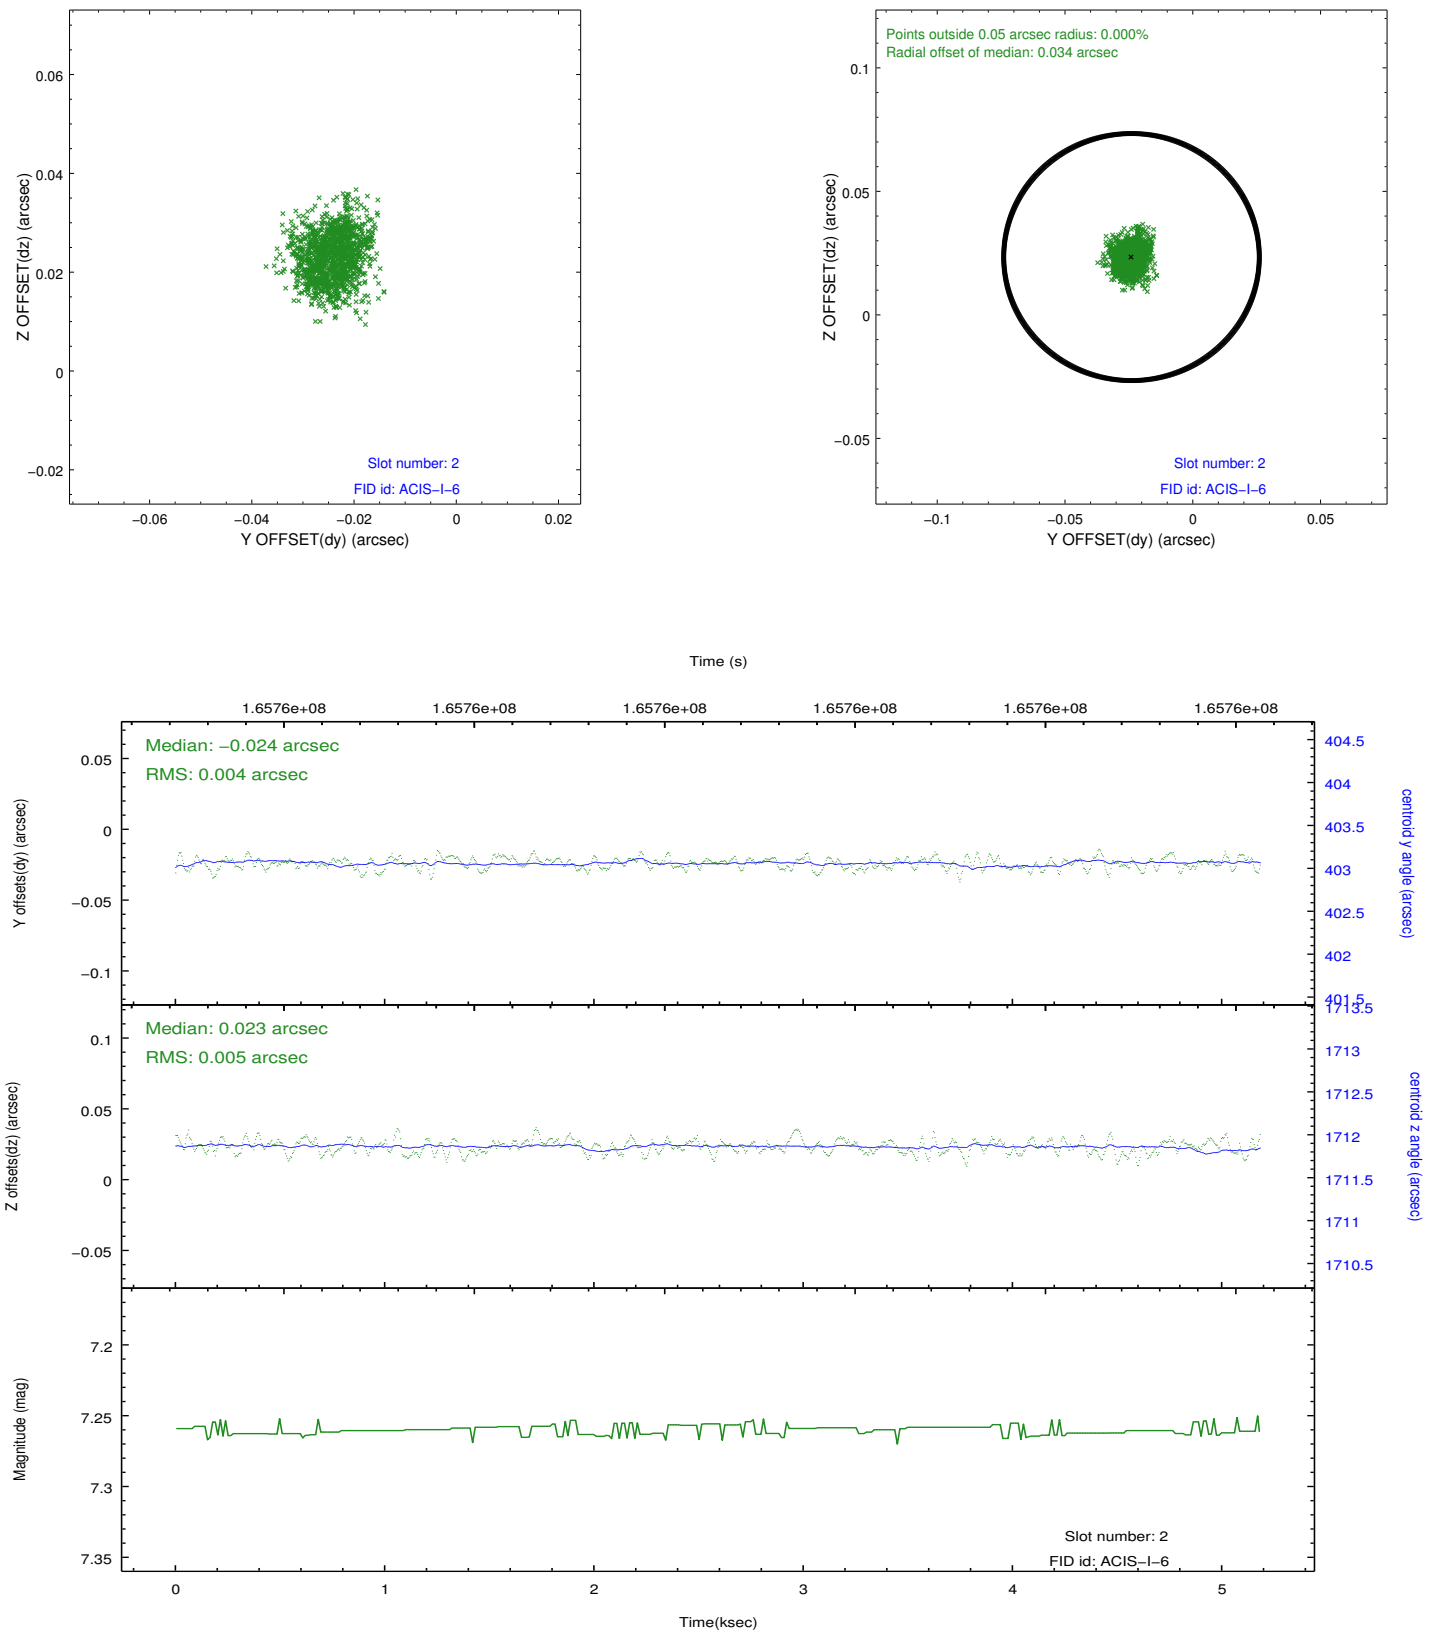 0.06
0.04
0.02
0
−0.02
Z OFFSET(dz) (arcsec)
Slot number: 2
FID id: ACIS−I−6
−0.06
−0.04
−0.02
0
0.02
Y OFFSET(dy) (arcsec)
Points outside 0.05 arcsec radius: 0.000%
Radial offset of median: 0.034 arcsec
0.1
0.05
0
−0.05
Z OFFSET(dz) (arcsec)
Slot number: 2
FID id: ACIS−I−6
−0.1
−0.05
0
0.05
Y OFFSET(dy) (arcsec)
Time (s)
1.6576e+08 1.6576e+08 1.6576e+08 1.6576e+08 1.6576e+08 1.6576e+08
Median: −0.024 arcsec
RMS: 0.004 arcsec
0.05
0
−0.05
−0.1
Y offsets(dy) (arcsec)
404.5
404
403.5
403
402.5
402
401.5
centroid y angle (arcsec)
Median: 0.023 arcsec
RMS: 0.005 arcsec
0.1
0.05
0
−0.05
Z offsets(dz) (arcsec)
1713.5
1713
1712.5
1712
1711.5
1711
1710.5
centroid z angle (arcsec)
7.2
7.25
7.3
7.35
Magnitude (mag)
Slot number: 2
FID id: ACIS−I−6
0 1 2 3 4 5
Time(ksec)